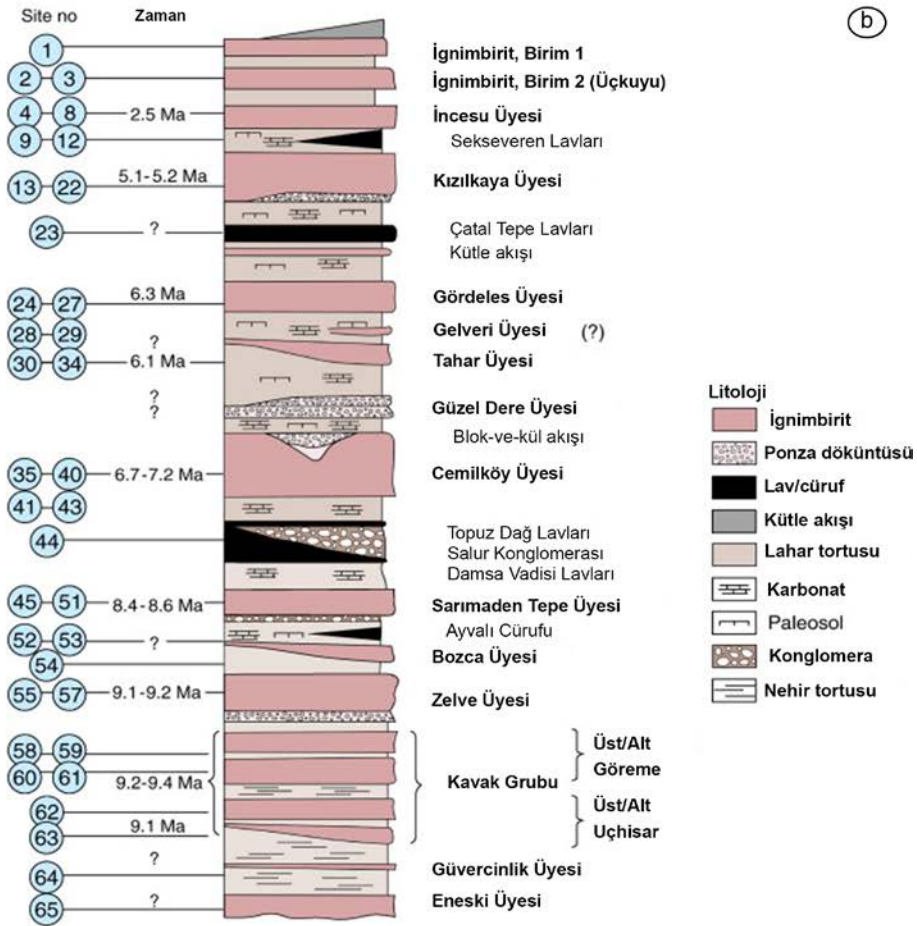 Site no Zaman b
1 İgnimbirit, Birim 1
2 3 İgnimbirit, Birim 2 (Üçkuyu)
4 8 2.5 Ma İncesu Üyesi
9 12 Sekseveren Lavları
13 22 5.1-5.2 Ma Kızılkaya Üyesi
23 ? Çatal Tepe Lavları
Kütle akışı
24 27 6.3 Ma Gördeles Üyesi
28 29 ? Gelveri Üyesi (?)
30 34 6.1 Ma Tahar Üyesi
?
? Güzel Dere Üyesi
Blok-ve-kül akışı
35 40 6.7-7.2 Ma Cemilköy Üyesi
41 43
44 Topuz Dağ Lavları
Salur Konglomerası
Damsa Vadisi Lavları
45 51 8.4-8.6 Ma Sarımaden Tepe Üyesi
Ayvalı Cürufu
52 53 ?
54 Bozca Üyesi
55 57 9.1-9.2 Ma Zelve Üyesi
58 59 Üst/Alt
Göreme
60 61 9.2-9.4 Ma Kavak Grubu
62 Üst/Alt
63 9.1 Ma Uçhisar
?
64 Güvercinlik Üyesi
65 ? Eneski Üyesi
Litoloji
İgnimbirit
Ponza döküntüsü
Lav/cüruf
Kütle akışı
Lahar tortusu
Karbonat
Paleosol
Konglomera
Nehir tortusu